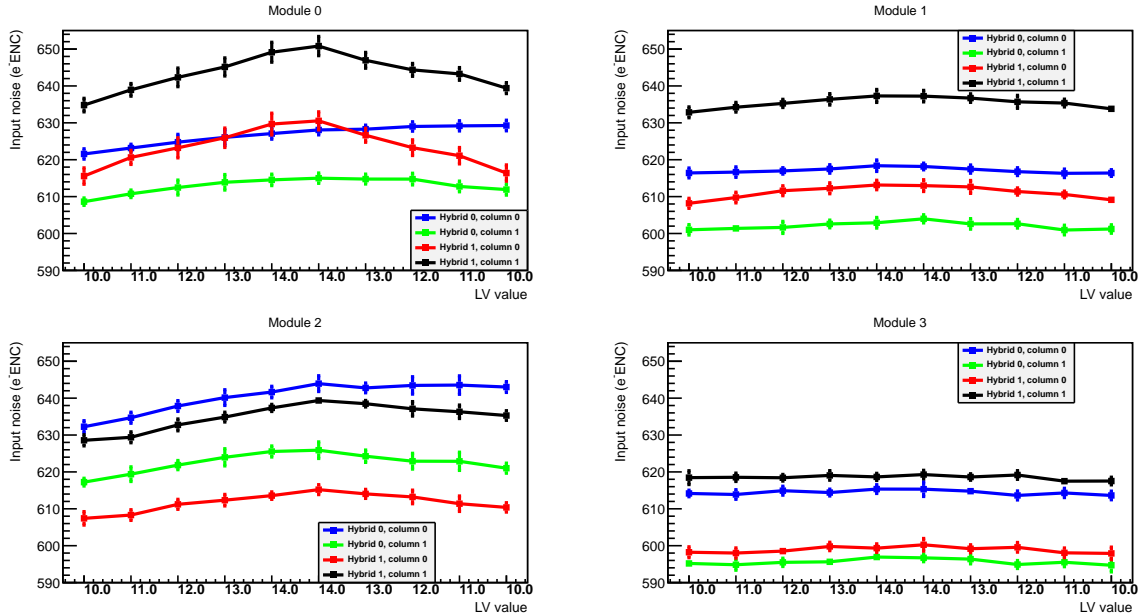 Module 0
Input noise (e⁻ENC)
650
640
630
620
610
600
590
Hybrid 0, column 0
Hybrid 0, column 1
Hybrid 1, column 0
Hybrid 1, column 1
10.0 11.0 12.0 13.0 14.0 14.0 13.0 12.0 11.0 10.0
LV value
Module 1
Input noise (e⁻ENC)
650
640
630
620
610
600
590
Hybrid 0, column 0
Hybrid 0, column 1
Hybrid 1, column 0
Hybrid 1, column 1
10.0 11.0 12.0 13.0 14.0 14.0 13.0 12.0 11.0 10.0
LV value
Module 2
Input noise (e⁻ENC)
650
640
630
620
610
600
590
Hybrid 0, column 0
Hybrid 0, column 1
Hybrid 1, column 0
Hybrid 1, column 1
10.0 11.0 12.0 13.0 14.0 14.0 13.0 12.0 11.0 10.0
LV value
Module 3
Input noise (e⁻ENC)
650
640
630
620
610
600
590
Hybrid 0, column 0
Hybrid 0, column 1
Hybrid 1, column 0
Hybrid 1, column 1
10.0 11.0 12.0 13.0 14.0 14.0 13.0 12.0 11.0 10.0
LV value